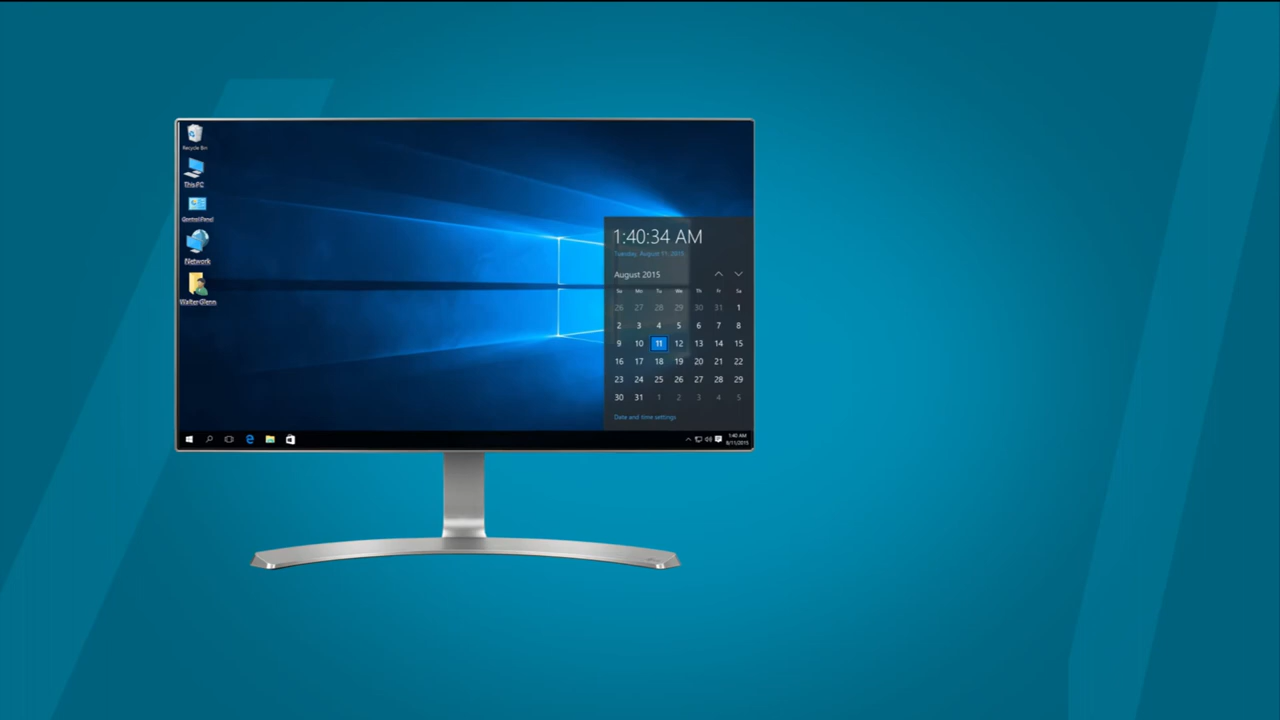 Recycle Bin
This PC
Control Panel
Network
Walter Glenn
1:40:34 AM
Tuesday, August 11, 2015
August 2015
Su Mo Tu We Th Fr Sa
26 27 28 29 30 31 1
2 3 4 5 6 7 8
9 10 11 12 13 14 15
16 17 18 19 20 21 22
23 24 25 26 27 28 29
30 31 1 2 3 4 5
Date and time settings
1:40 AM
8/11/2015